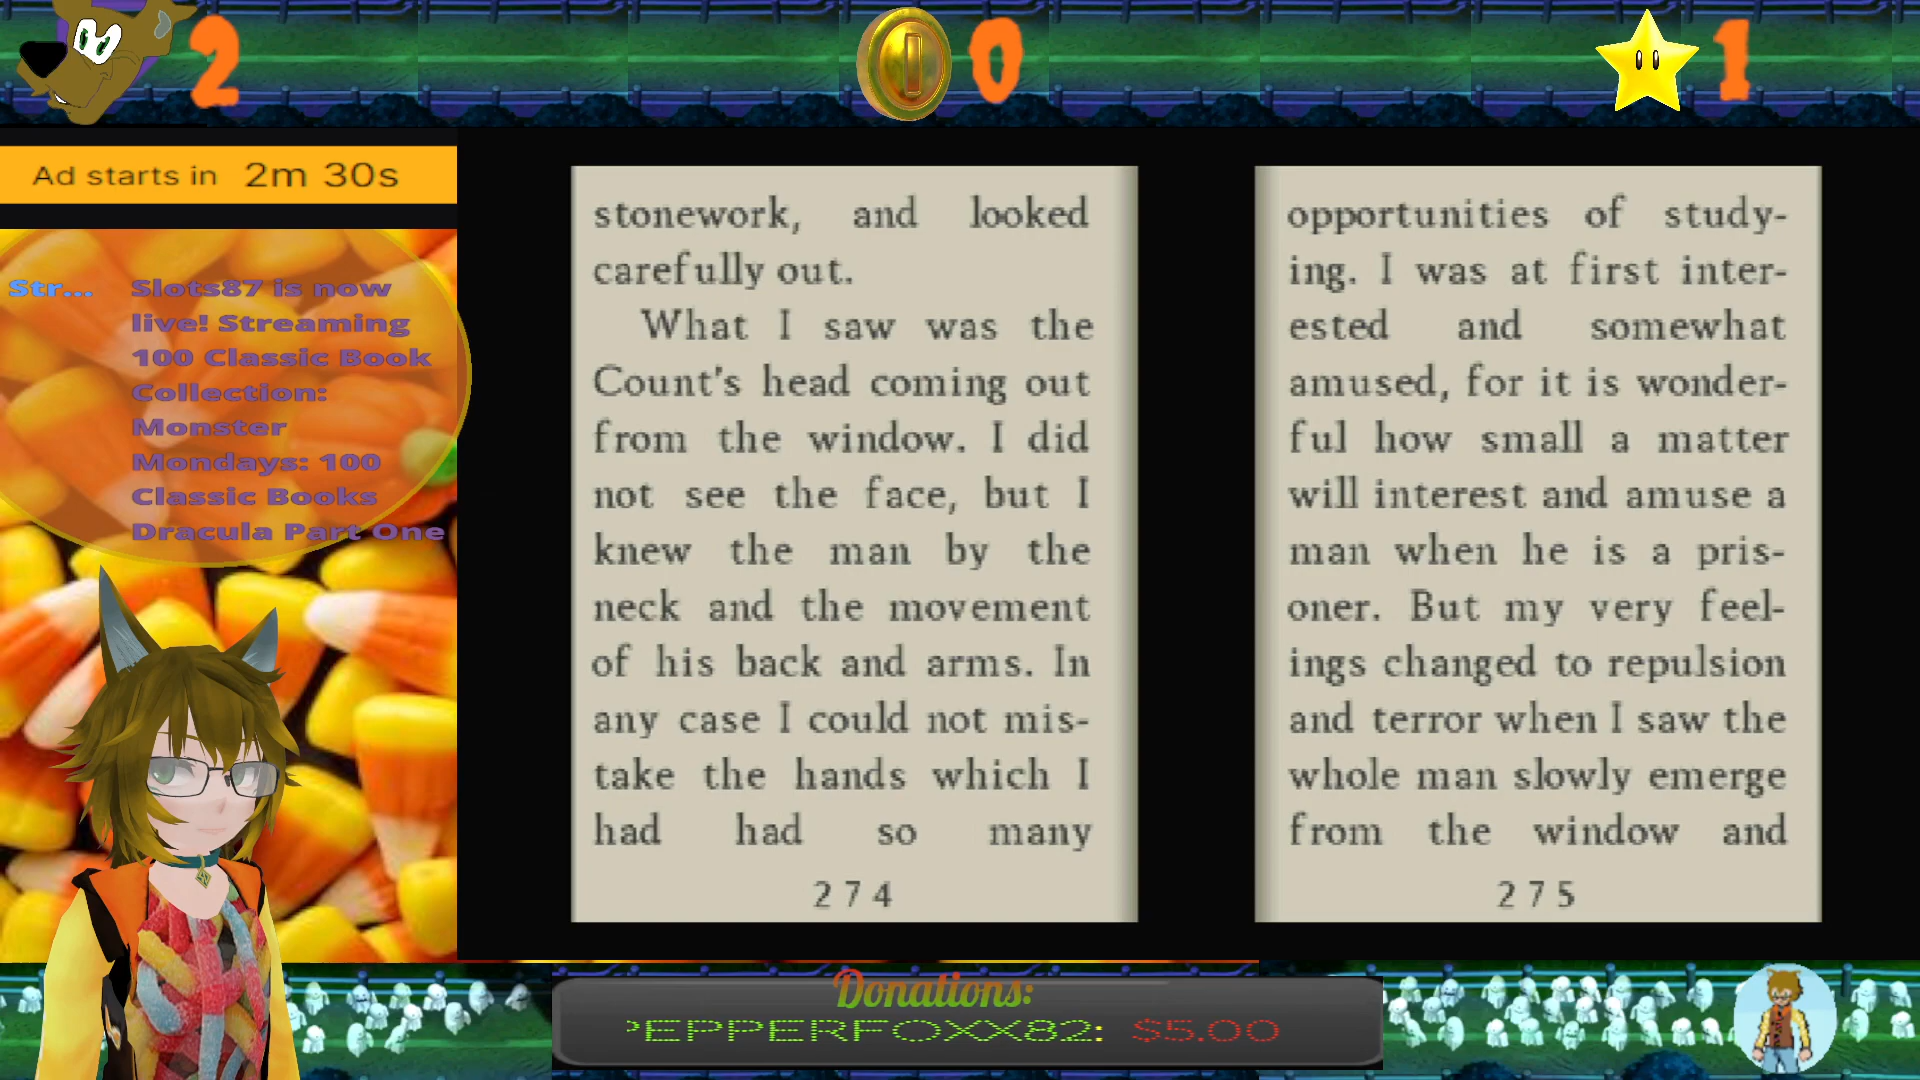 2
0
1
Ad starts in 2m 30s
Str... Slots87 is now
live! Streaming
100 Classic Book
Collection:
Monster
Mondays: 100
Classic Books
Dracula Part One
stonework, and looked
carefully out.
What I saw was the
Count's head coming out
from the window. I did
not see the face, but I
knew the man by the
neck and the movement
of his back and arms. In
any case I could not mis-
take the hands which I
had had so many
274
opportunities of study-
ing. I was at first inter-
ested and somewhat
amused, for it is wonder-
ful how small a matter
will interest and amuse a
man when he is a pris-
oner. But my very feel-
ings changed to repulsion
and terror when I saw the
whole man slowly emerge
from the window and
275
Donations:
PEPPERFOXX82: $5.00